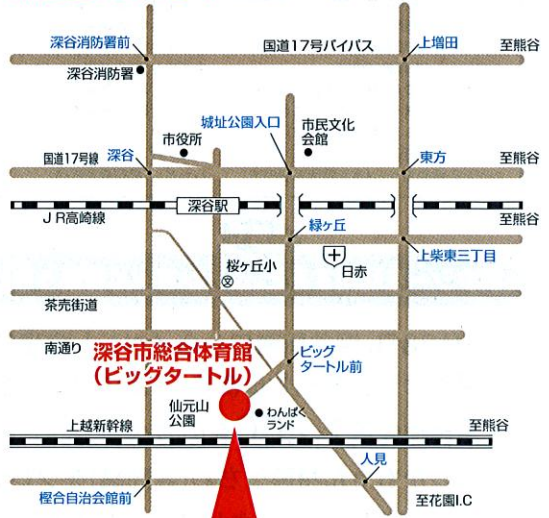 深谷消防署前
国道17号バイパス
上増田
至熊谷
深谷消防署
市役所
城址公園入口
市民文化
会館
国道17号線
深谷
東方
至熊谷
深谷駅
JR高崎線
至熊谷
緑ヶ丘
日赤
上柴東三丁目
桜ヶ丘小
文
茶売街道
南通り
深谷市総合体育館
(ビッグタートル)
ビッグ
タートル前
仙元山
公園
わんぱく
ランド
上越新幹線
至熊谷
人見
樫合自治会館前
至花園I.C